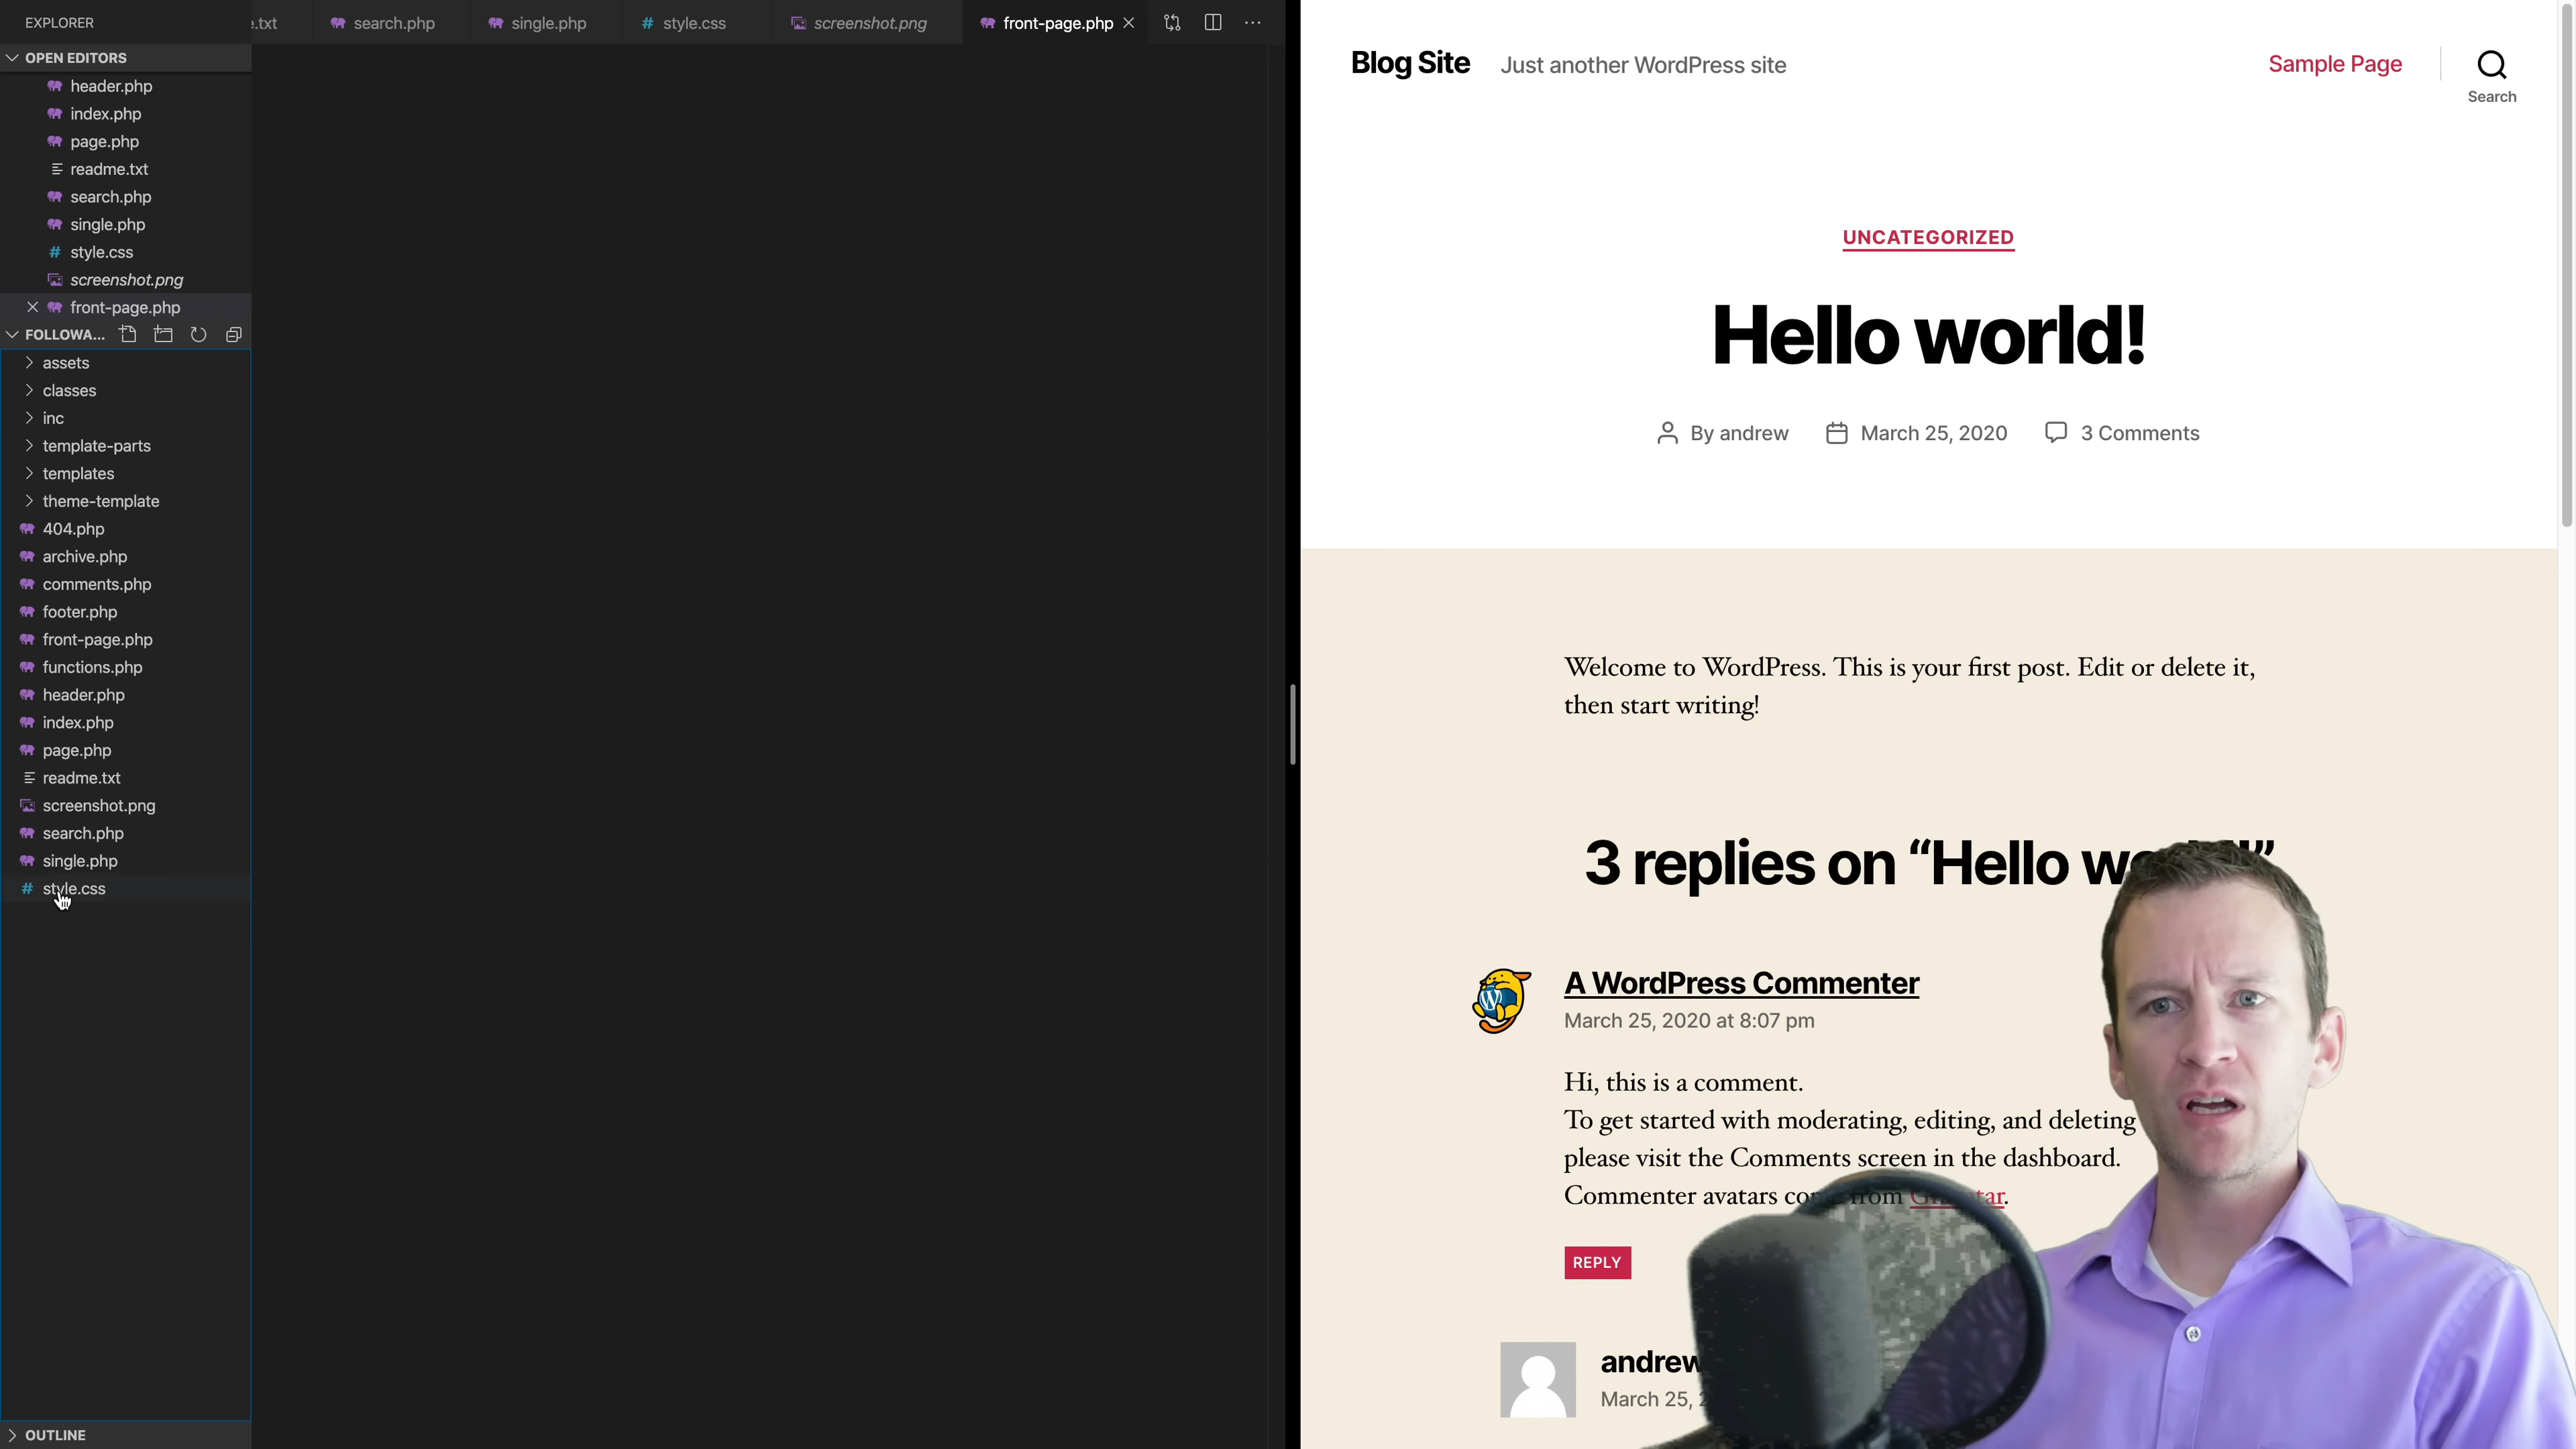 EXPLORER
e.txt
search.php
single.php
style.css
screenshot.png
front-page.php
OPEN EDITORS
header.php
index.php
page.php
readme.txt
search.php
single.php
style.css
screenshot.png
front-page.php
FOLLOWA...
assets
classes
inc
template-parts
templates
theme-template
404.php
archive.php
comments.php
footer.php
front-page.php
functions.php
header.php
index.php
page.php
readme.txt
screenshot.png
search.php
single.php
style.css
OUTLINE
Blog Site
Just another WordPress site
Sample Page
Search
UNCATEGORIZED
Hello world!
By andrew
March 25, 2020
3 Comments
Welcome to WordPress. This is your first post. Edit or delete it,
then start writing!
3 replies on “Hello
A WordPress Commenter
March 25, 2020 at 8:07 pm
Hi, this is a comment.
To get started with moderating, editing, and deleting
please visit the Comments screen in the dashboard.
Commenter avatars come from Gravatar.
REPLY
andrew
March 25,